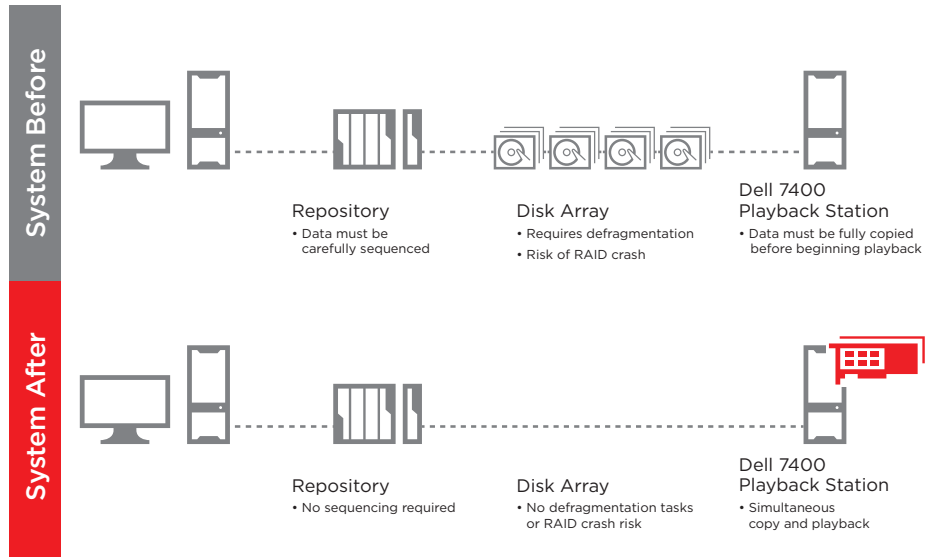 System Before
Repository
• Data must be
carefully sequenced
Disk Array
• Requires defragmentation
• Risk of RAID crash
Dell 7400
Playback Station
• Data must be fully copied
before beginning playback
System After
Repository
• No sequencing required
Disk Array
• No defragmentation tasks
or RAID crash risk
Dell 7400
Playback Station
• Simultaneous
copy and playback